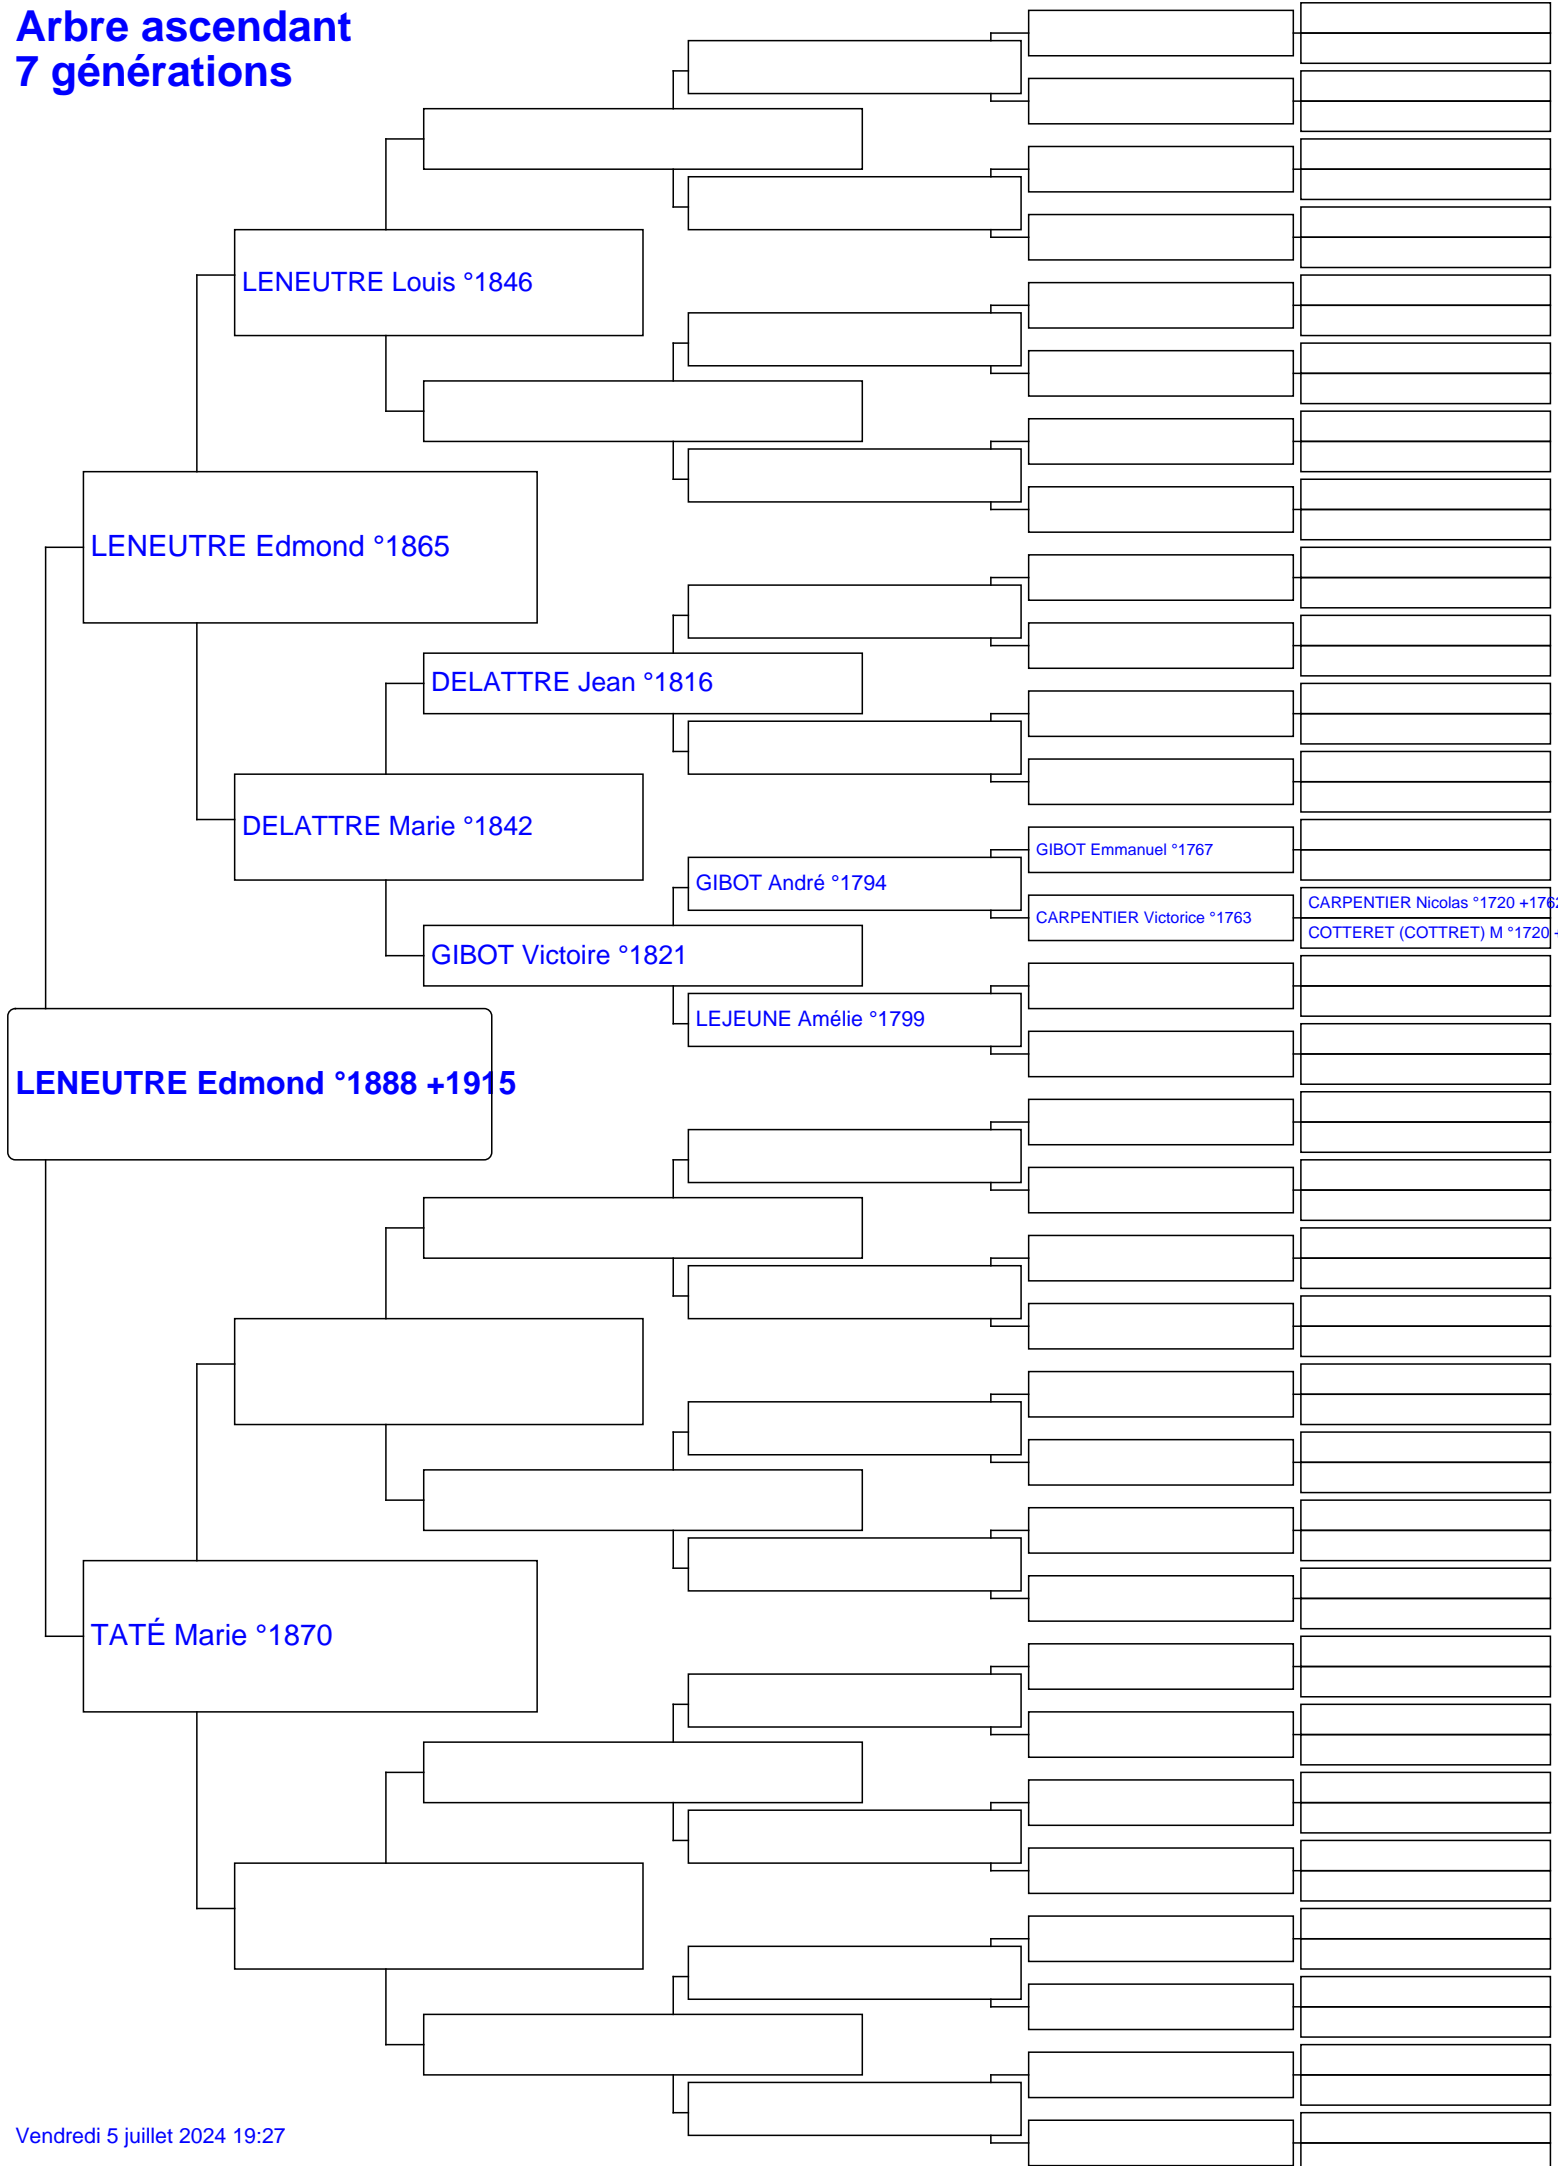 Arbre ascendant
7 générations
LENEUTRE Louis °1846
LENEUTRE Edmond °1865
DELATTRE Jean °1816
DELATTRE Marie °1842
GIBOT Emmanuel °1767
GIBOT André °1794
CARPENTIER Nicolas °1720 +1762
CARPENTIER Victorice °1763
COTTERET (COTTRET) M °1720 +
GIBOT Victoire °1821
LEJEUNE Amélie °1799
LENEUTRE Edmond °1888 +1915
TATÉ Marie °1870
Vendredi 5 juillet 2024 19:27